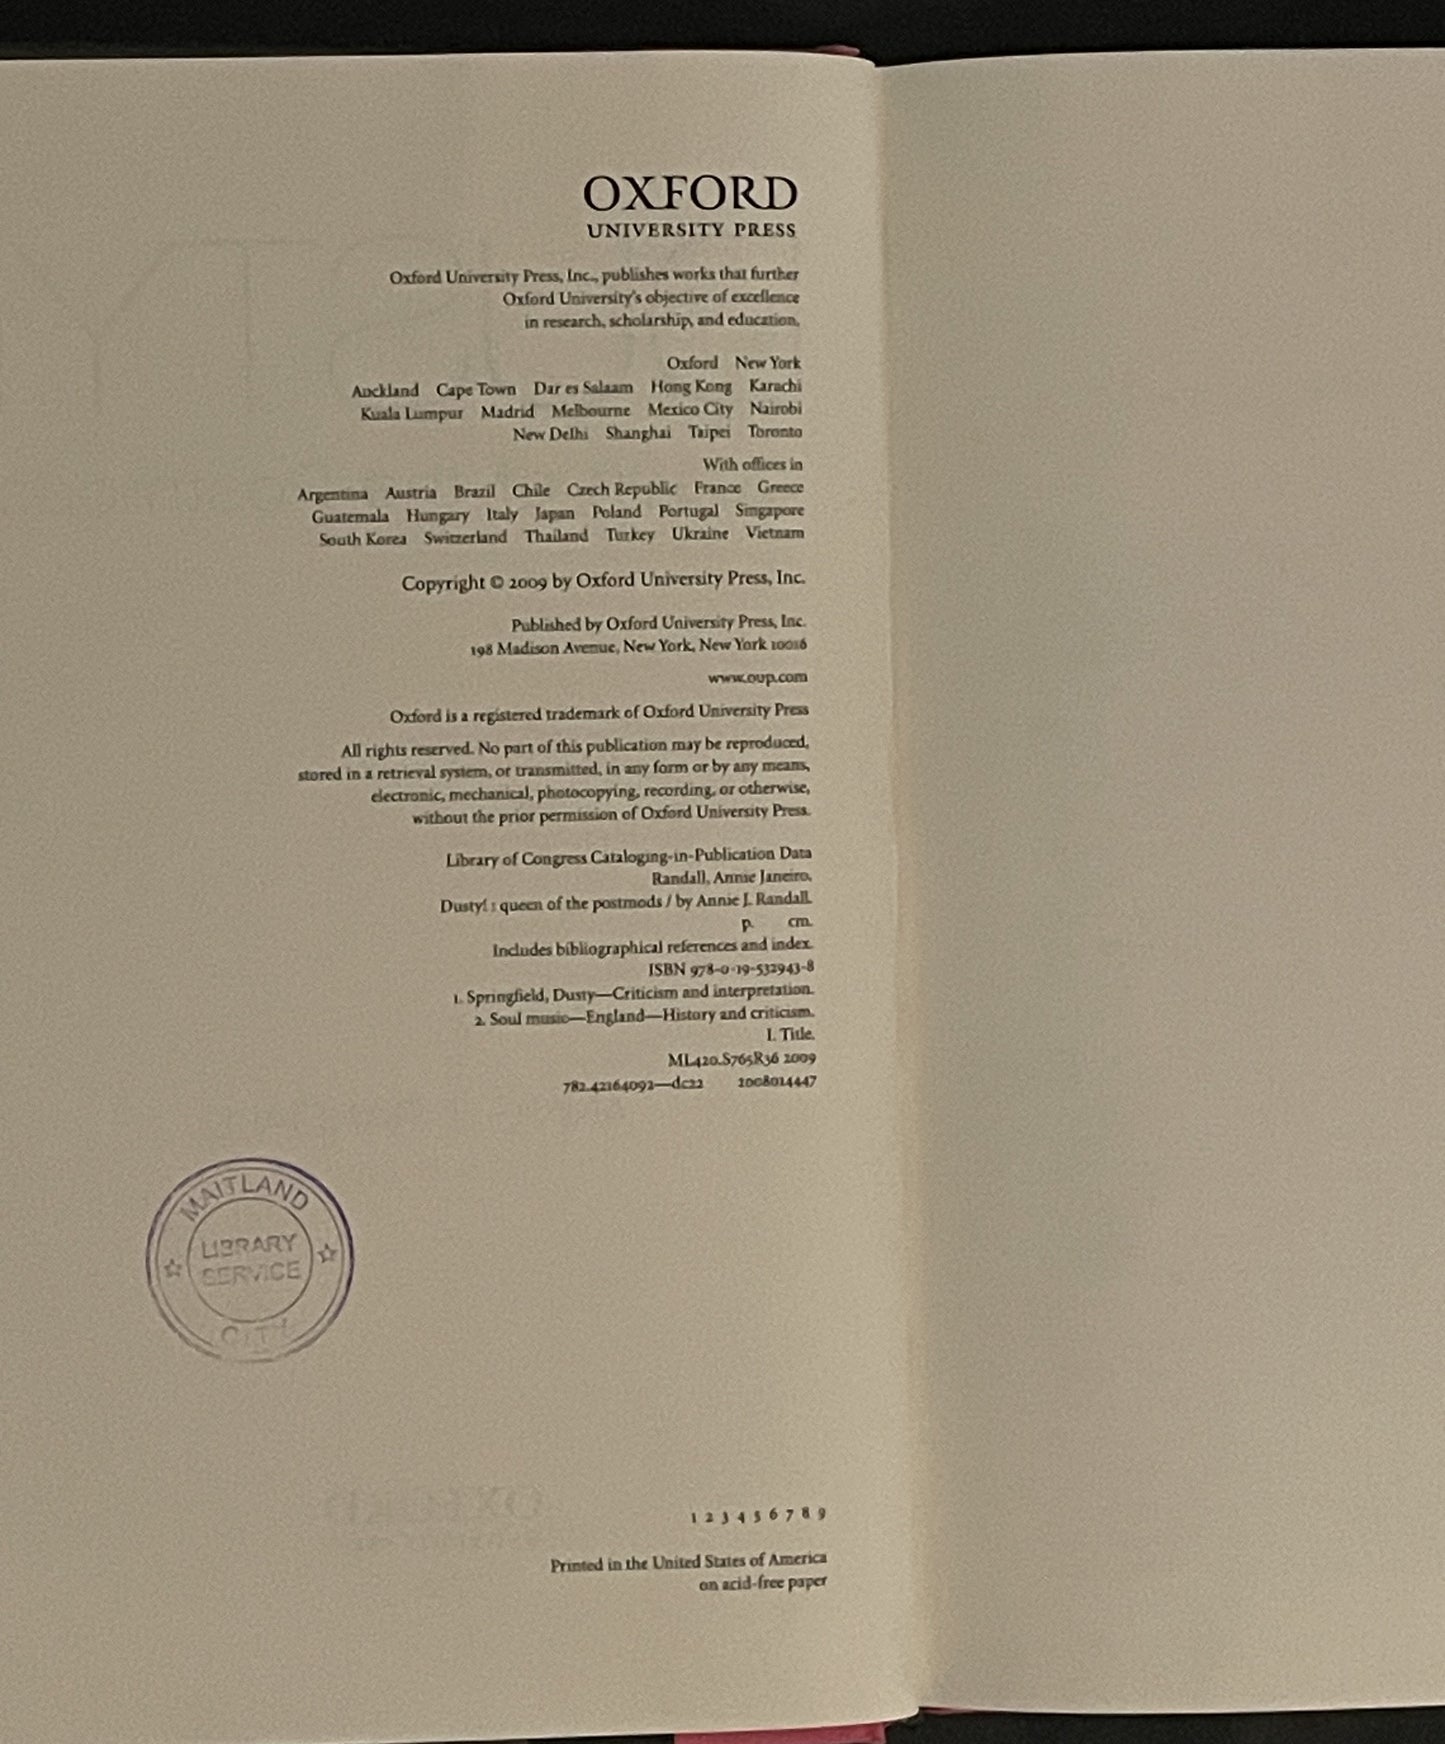 OXFORD
UNIVERSITY PRESS
Oxford University Press, Inc., publishes works that further
Oxford University's objective of excellence
in research, scholarship, and education.
Oxford New York
Auckland Cape Town Dar es Salaam Hong Kong Karachi
Kuala Lumpur Madrid Melbourne Mexico City Nairobi
New Delhi Shanghai Taipei Toronto
With offices in
Argentina Austria Brazil Chile Czech Republic France Greece
Guatemala Hungary Italy Japan Poland Portugal Singapore
South Korea Switzerland Thailand Turkey Ukraine Vietnam
Copyright © 2009 by Oxford University Press, Inc.
Published by Oxford University Press, Inc.
198 Madison Avenue, New York, New York 10016
www.oup.com
Oxford is a registered trademark of Oxford University Press
All rights reserved. No part of this publication may be reproduced,
stored in a retrieval system, or transmitted, in any form or by any means,
electronic, mechanical, photocopying, recording, or otherwise,
without the prior permission of Oxford University Press.
Library of Congress Cataloging-in-Publication Data
Randall, Annie Janeiro.
Dusty! : queen of the postmods / by Annie J. Randall.
p. cm.
Includes bibliographical references and index.
ISBN 978-0-19-532943-8
1. Springfield, Dusty—Criticism and interpretation.
2. Soul music—England—History and criticism.
I. Title.
ML420.S765R36 2009
782.42164092—dc22 2008014447
MAITLAND
LIBRARY
SERVICE
CITY
1 2 3 4 5 6 7 8 9
Printed in the United States of America
on acid-free paper